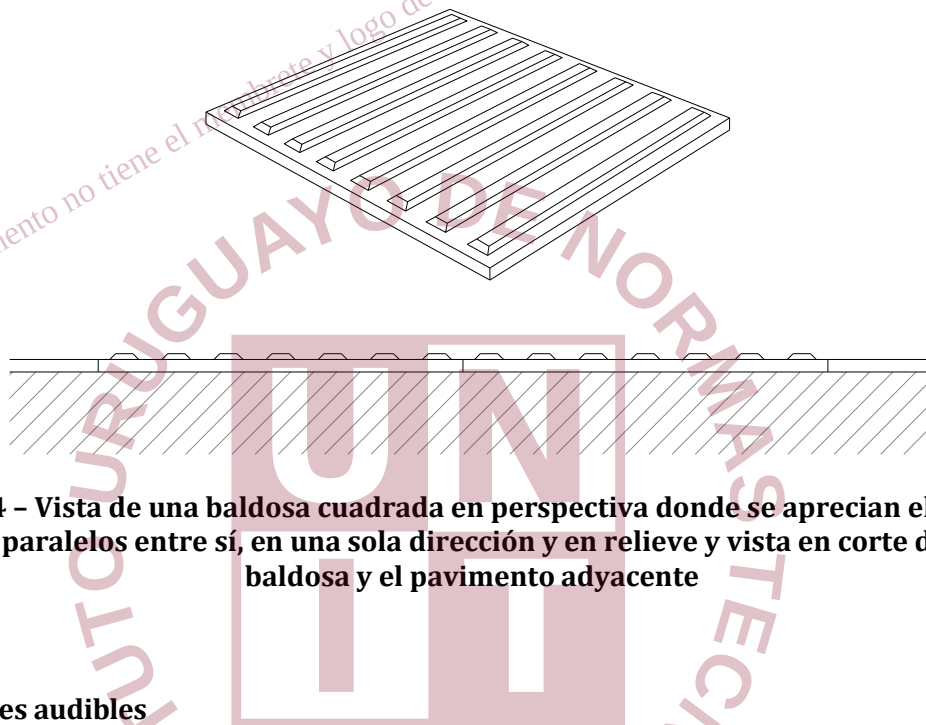 mento no tiene el membrete y logo de
UTO URUGUAYO DE NORMAS TECN
UN
IT
4 – Vista de una baldosa cuadrada en perspectiva donde se aprecian el
paralelos entre sí, en una sola dirección y en relieve y vista en corte d
baldosa y el pavimento adyacente
es audibles